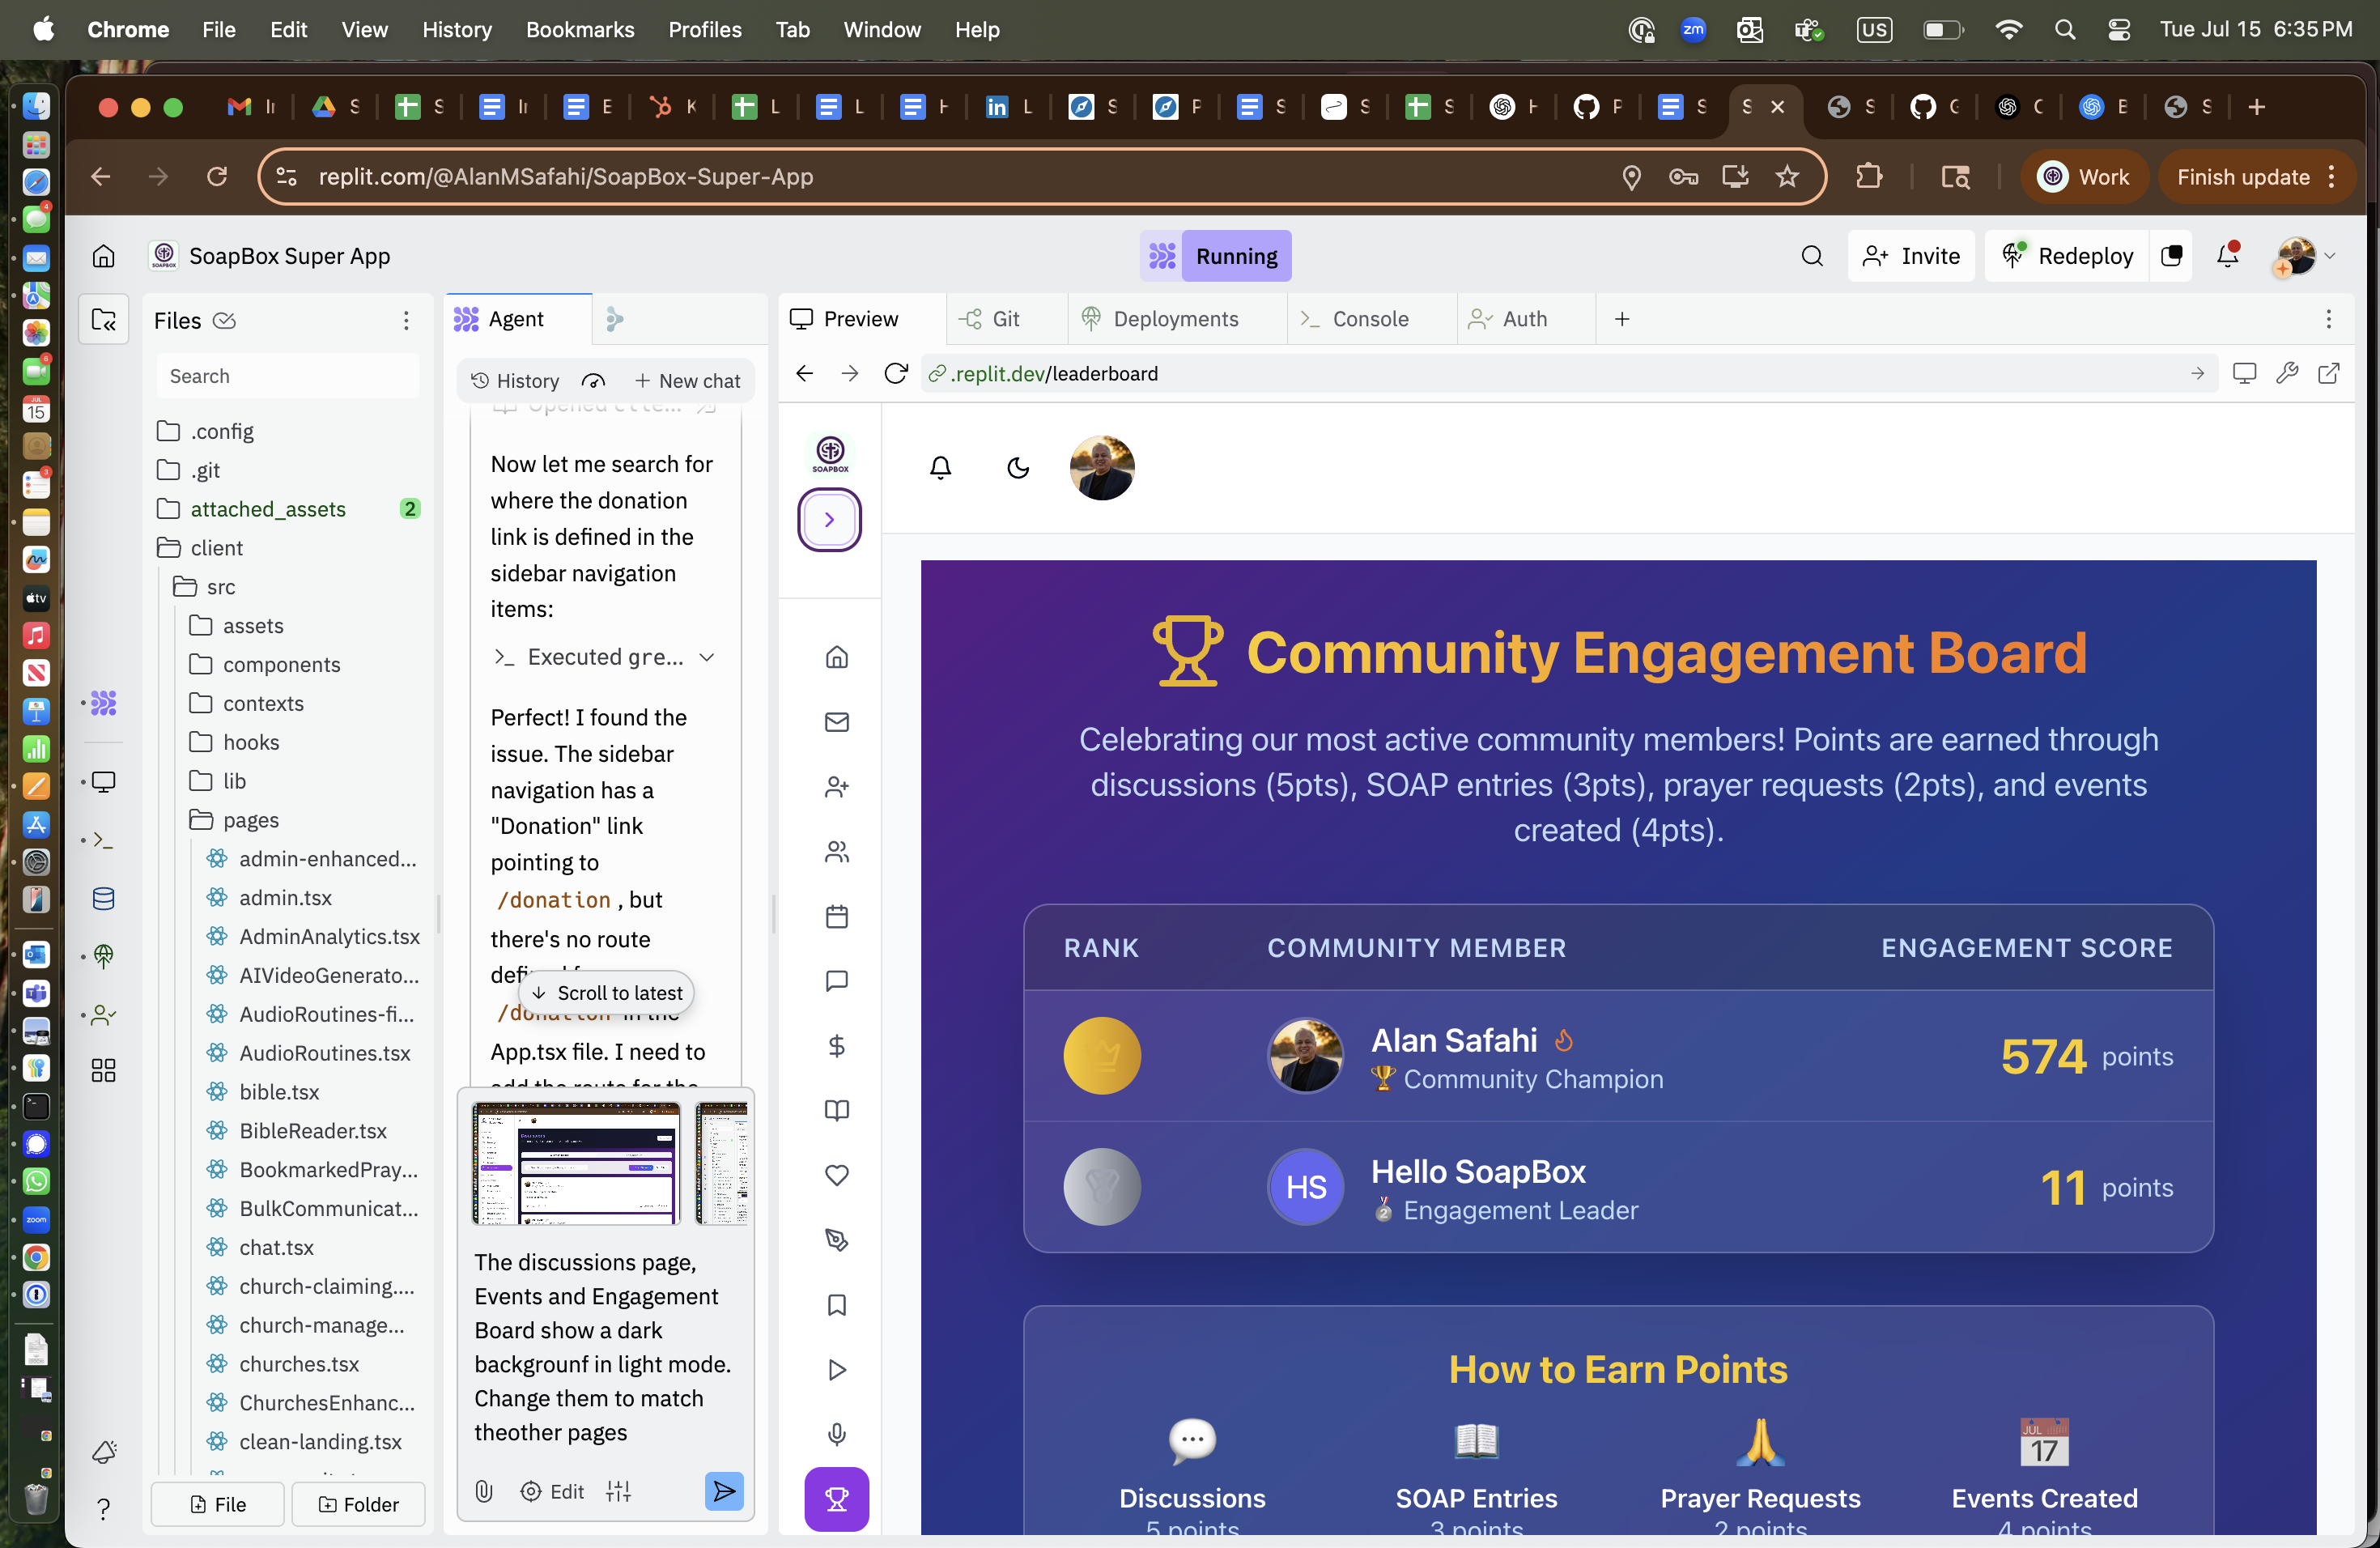 Chrome File Edit View History Bookmarks Profiles Tab Window Help
zm US Tue Jul 15 6:35 PM
replit.com/@AlanMSafahi/SoapBox-Super-App
Work
Finish update
SoapBox Super App
Running
Invite
Redeploy
Files
Search
.config
.git
attached_assets 2
client
src
assets
components
contexts
hooks
lib
pages
admin-enhanced...
admin.tsx
AdminAnalytics.tsx
AIVideoGenerato...
AudioRoutines-fi...
AudioRoutines.tsx
bible.tsx
BibleReader.tsx
BookmarkedPray...
BulkCommunicat...
chat.tsx
church-claiming....
church-manage...
churches.tsx
ChurchesEnhanc...
clean-landing.tsx
File
Folder
Agent
History
New chat
Now let me search for
where the donation
link is defined in the
sidebar navigation
items:
Executed gre...
Perfect! I found the
issue. The sidebar
navigation has a
"Donation" link
pointing to
/donation , but
there's no route
Scroll to latest
App.tsx file. I need to
The discussions page,
Events and Engagement
Board show a dark
backgrounf in light mode.
Change them to match
theother pages
Edit
Preview
Git
Deployments
Console
Auth
.replit.dev/leaderboard
SOAPBOX
Community Engagement Board
Celebrating our most active community members! Points are earned through
discussions (5pts), SOAP entries (3pts), prayer requests (2pts), and events
created (4pts).
RANK COMMUNITY MEMBER ENGAGEMENT SCORE
Alan Safahi
Community Champion
574 points
HS
Hello SoapBox
Engagement Leader
11 points
How to Earn Points
JUL
17
Discussions SOAP Entries Prayer Requests Events Created
5 points 3 points 2 points 4 points